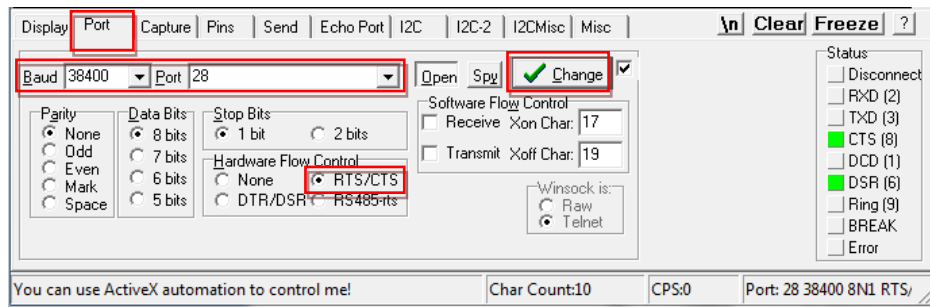 Display Port Capture Pins Send Echo Port I2C I2C-2 I2CMisc Misc \n Clear Freeze ?
Baud 38400 Port 28 Open Spy Change
Parity
None
Odd
Even
Mark
Space
Data Bits
8 bits
7 bits
6 bits
5 bits
Stop Bits
1 bit 2 bits
Hardware Flow Control
None RTS/CTS
DTR/DSR RS485-rts
Software Flow Control
Receive Xon Char: 17
Transmit Xoff Char: 19
Winsock is:
Raw
Telnet
Status
Disconnect
RXD (2)
TXD (3)
CTS (8)
DCD (1)
DSR (6)
Ring (9)
BREAK
Error
You can use ActiveX automation to control me! Char Count:10 CPS:0 Port: 28 38400 8N1 RTS/